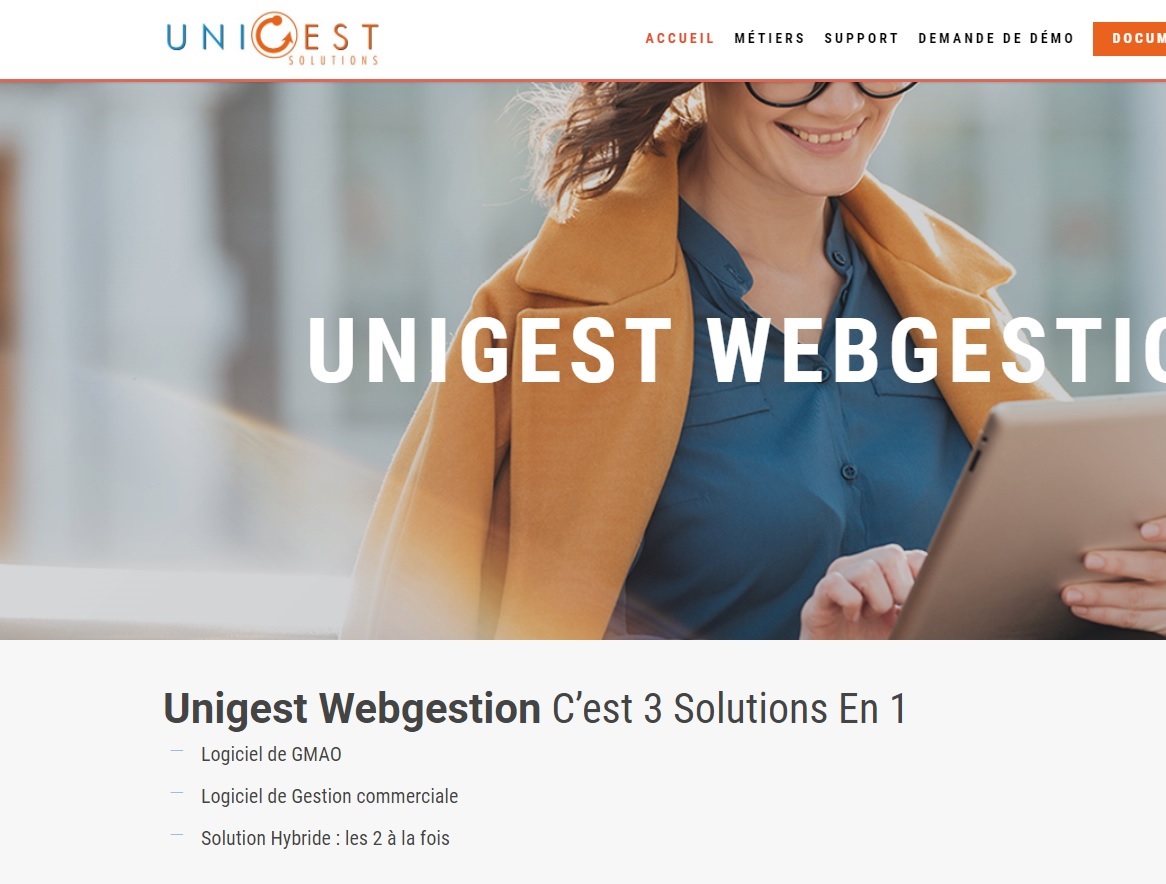 UNIGEST
SOLUTIONS
ACCUEIL MÉTIERS SUPPORT DEMANDE DE DÉMO DOCUM
UNIGEST WEBGESTIO
Unigest Webgestion C’est 3 Solutions En 1
Logiciel de GMAO
Logiciel de Gestion commerciale
Solution Hybride : les 2 à la fois